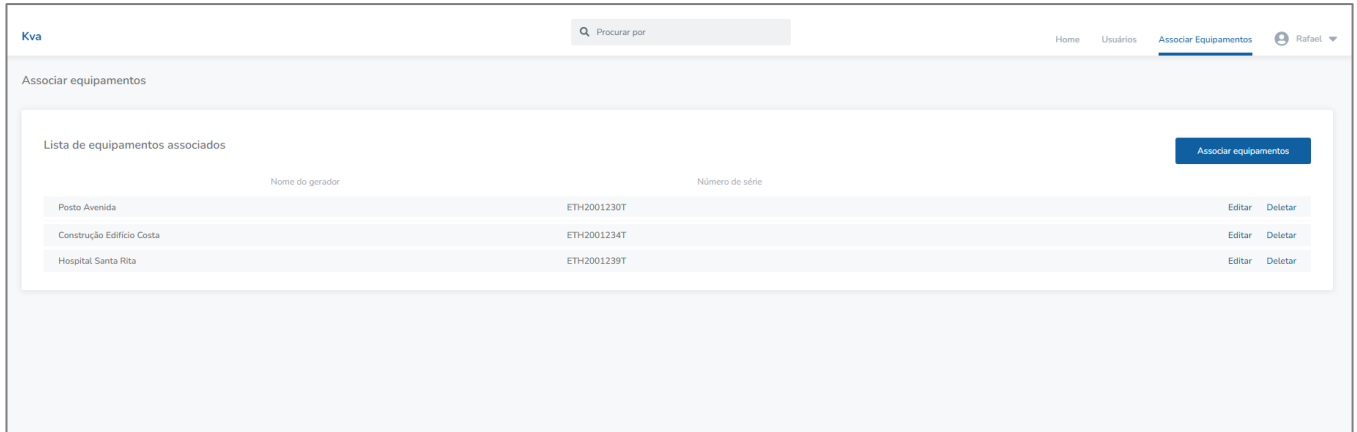 Kva Procurar por Home Usuários Associar Equipamentos Rafael
Associar equipamentos
Lista de equipamentos associados Associar equipamentos
Nome do gerador Número de série
Posto Avenida ETH2001230T Editar Deletar
Construção Edifício Costa ETH2001234T Editar Deletar
Hospital Santa Rita ETH2001239T Editar Deletar